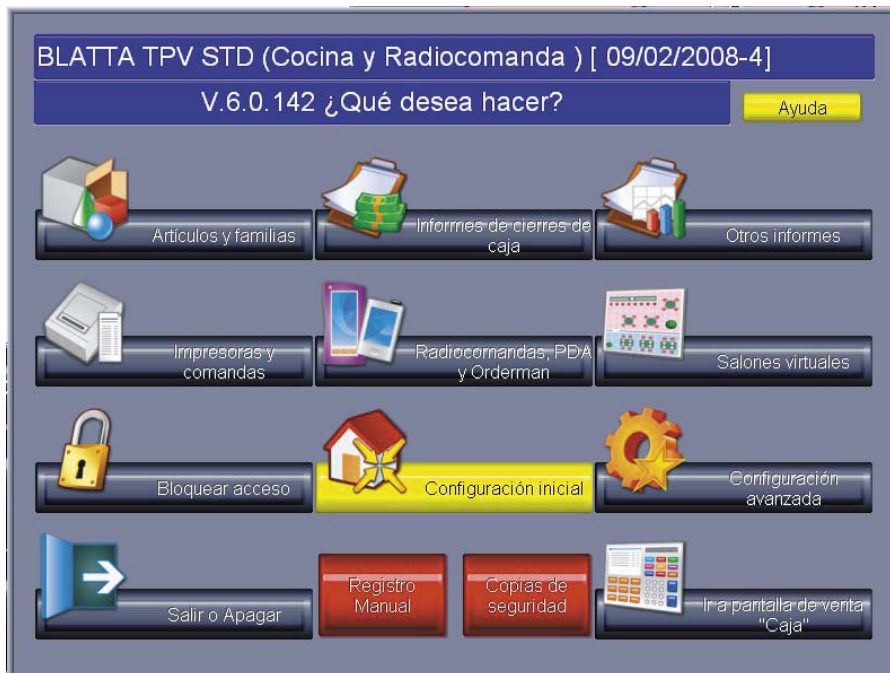 BLATTA TPV STD (Cocina y Radiocomanda ) [ 09/02/2008-4]
V.6.0.142 ¿Qué desea hacer?
Ayuda
Artículos y familias
Informes de cierres de
caja
Otros informes
Impresoras y
comandas
Radiocomandas, PDA
y Orderman
Salones virtuales
Bloquear acceso
Configuración inicial
Configuración
avanzada
Salir o Apagar
Registro
Manual
Copias de
seguridad
Ir a pantalla de venta
"Caja"